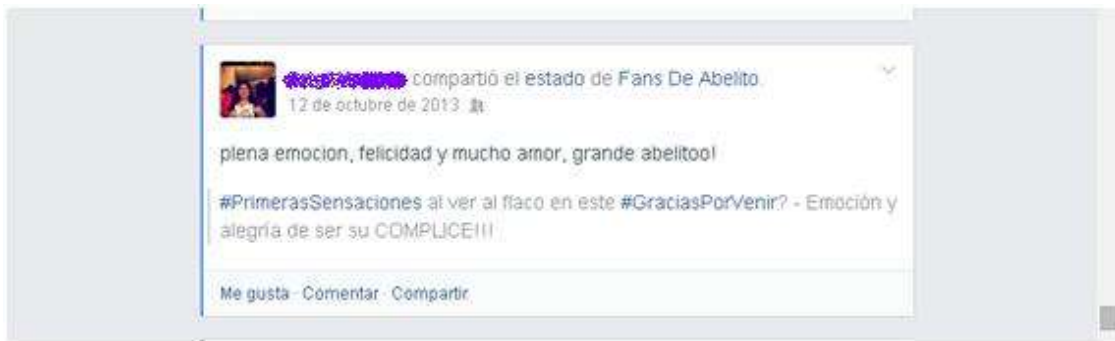 compartió el estado de Fans De Abelito.
12 de octubre de 2013
plena emocion, felicidad y mucho amor, grande abelitoo!
#PrimerasSensaciones al ver al flaco en este #GraciasPorVenir? - Emoción y
alegría de ser su COMPLICE!!!
Me gusta · Comentar · Compartir